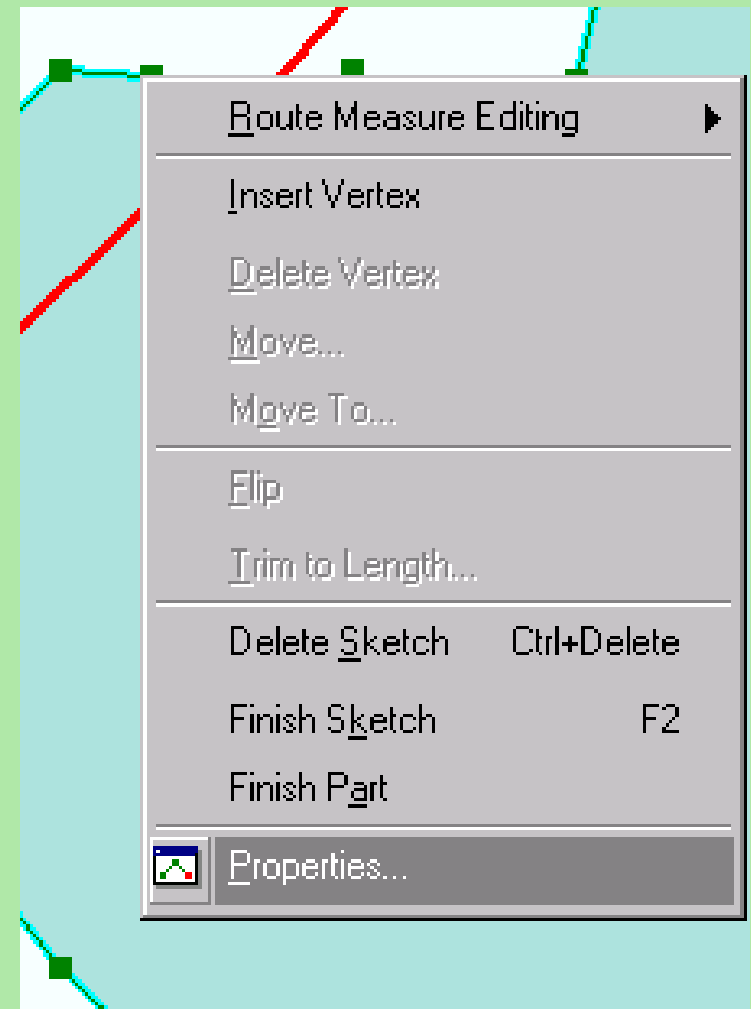 Route Measure Editing
Insert Vertex
Delete Vertex
Move...
Move To...
Flip
Trim to Length...
Delete Sketch Ctrl+Delete
Finish Sketch F2
Finish Part
Properties...